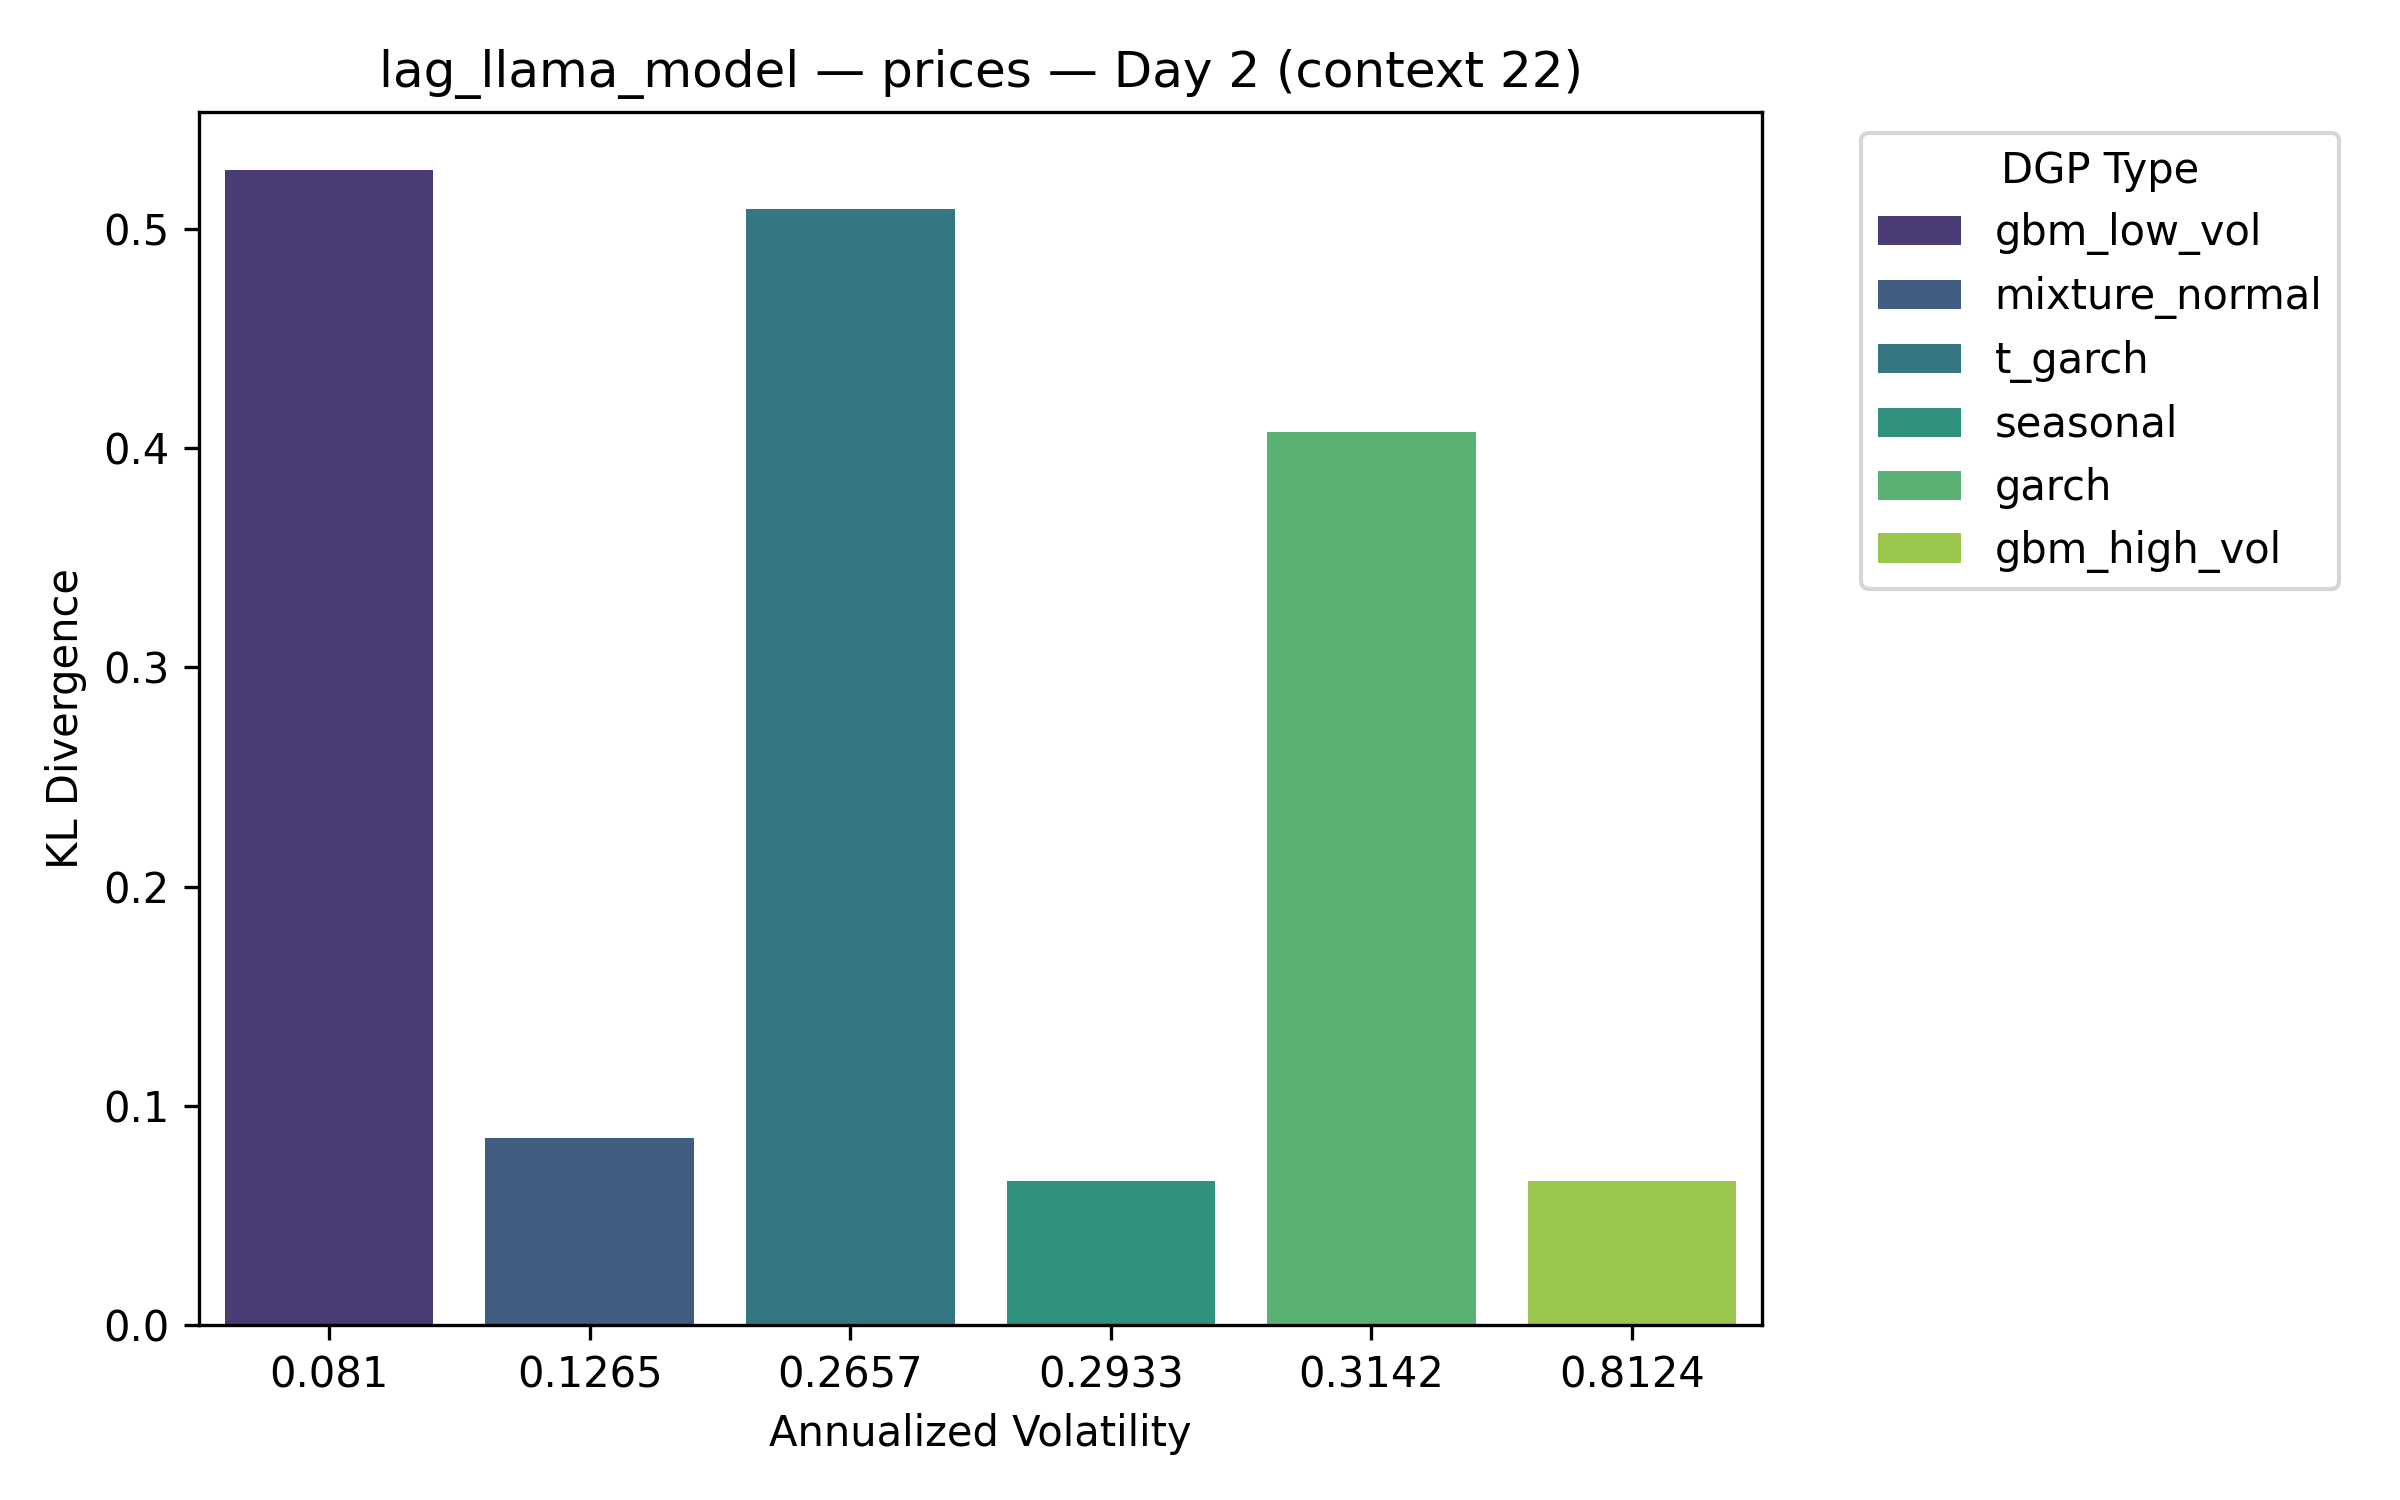 lag_llama_model — prices — Day 2 (context 22)
KL Divergence
0.5
0.4
0.3
0.2
0.1
0.0
0.081 0.1265 0.2657 0.2933 0.3142 0.8124
Annualized Volatility
DGP Type
gbm_low_vol
mixture_normal
t_garch
seasonal
garch
gbm_high_vol